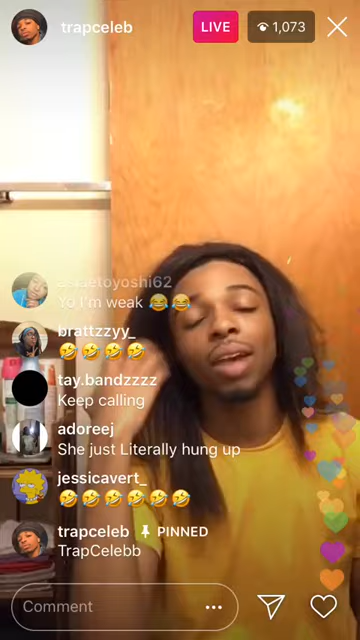 trapceleb
LIVE
1,073
asiaetoyoshi62
Yo I'm weak 😂😂
brattzzyy_
🤣🤣🤣🤣
tay.bandzzzz
Keep calling
adoreej
She just Literally hung up
jessicavert_
🤣🤣🤣🤣🤣🤣
trapceleb PINNED
TrapCelebb
Comment